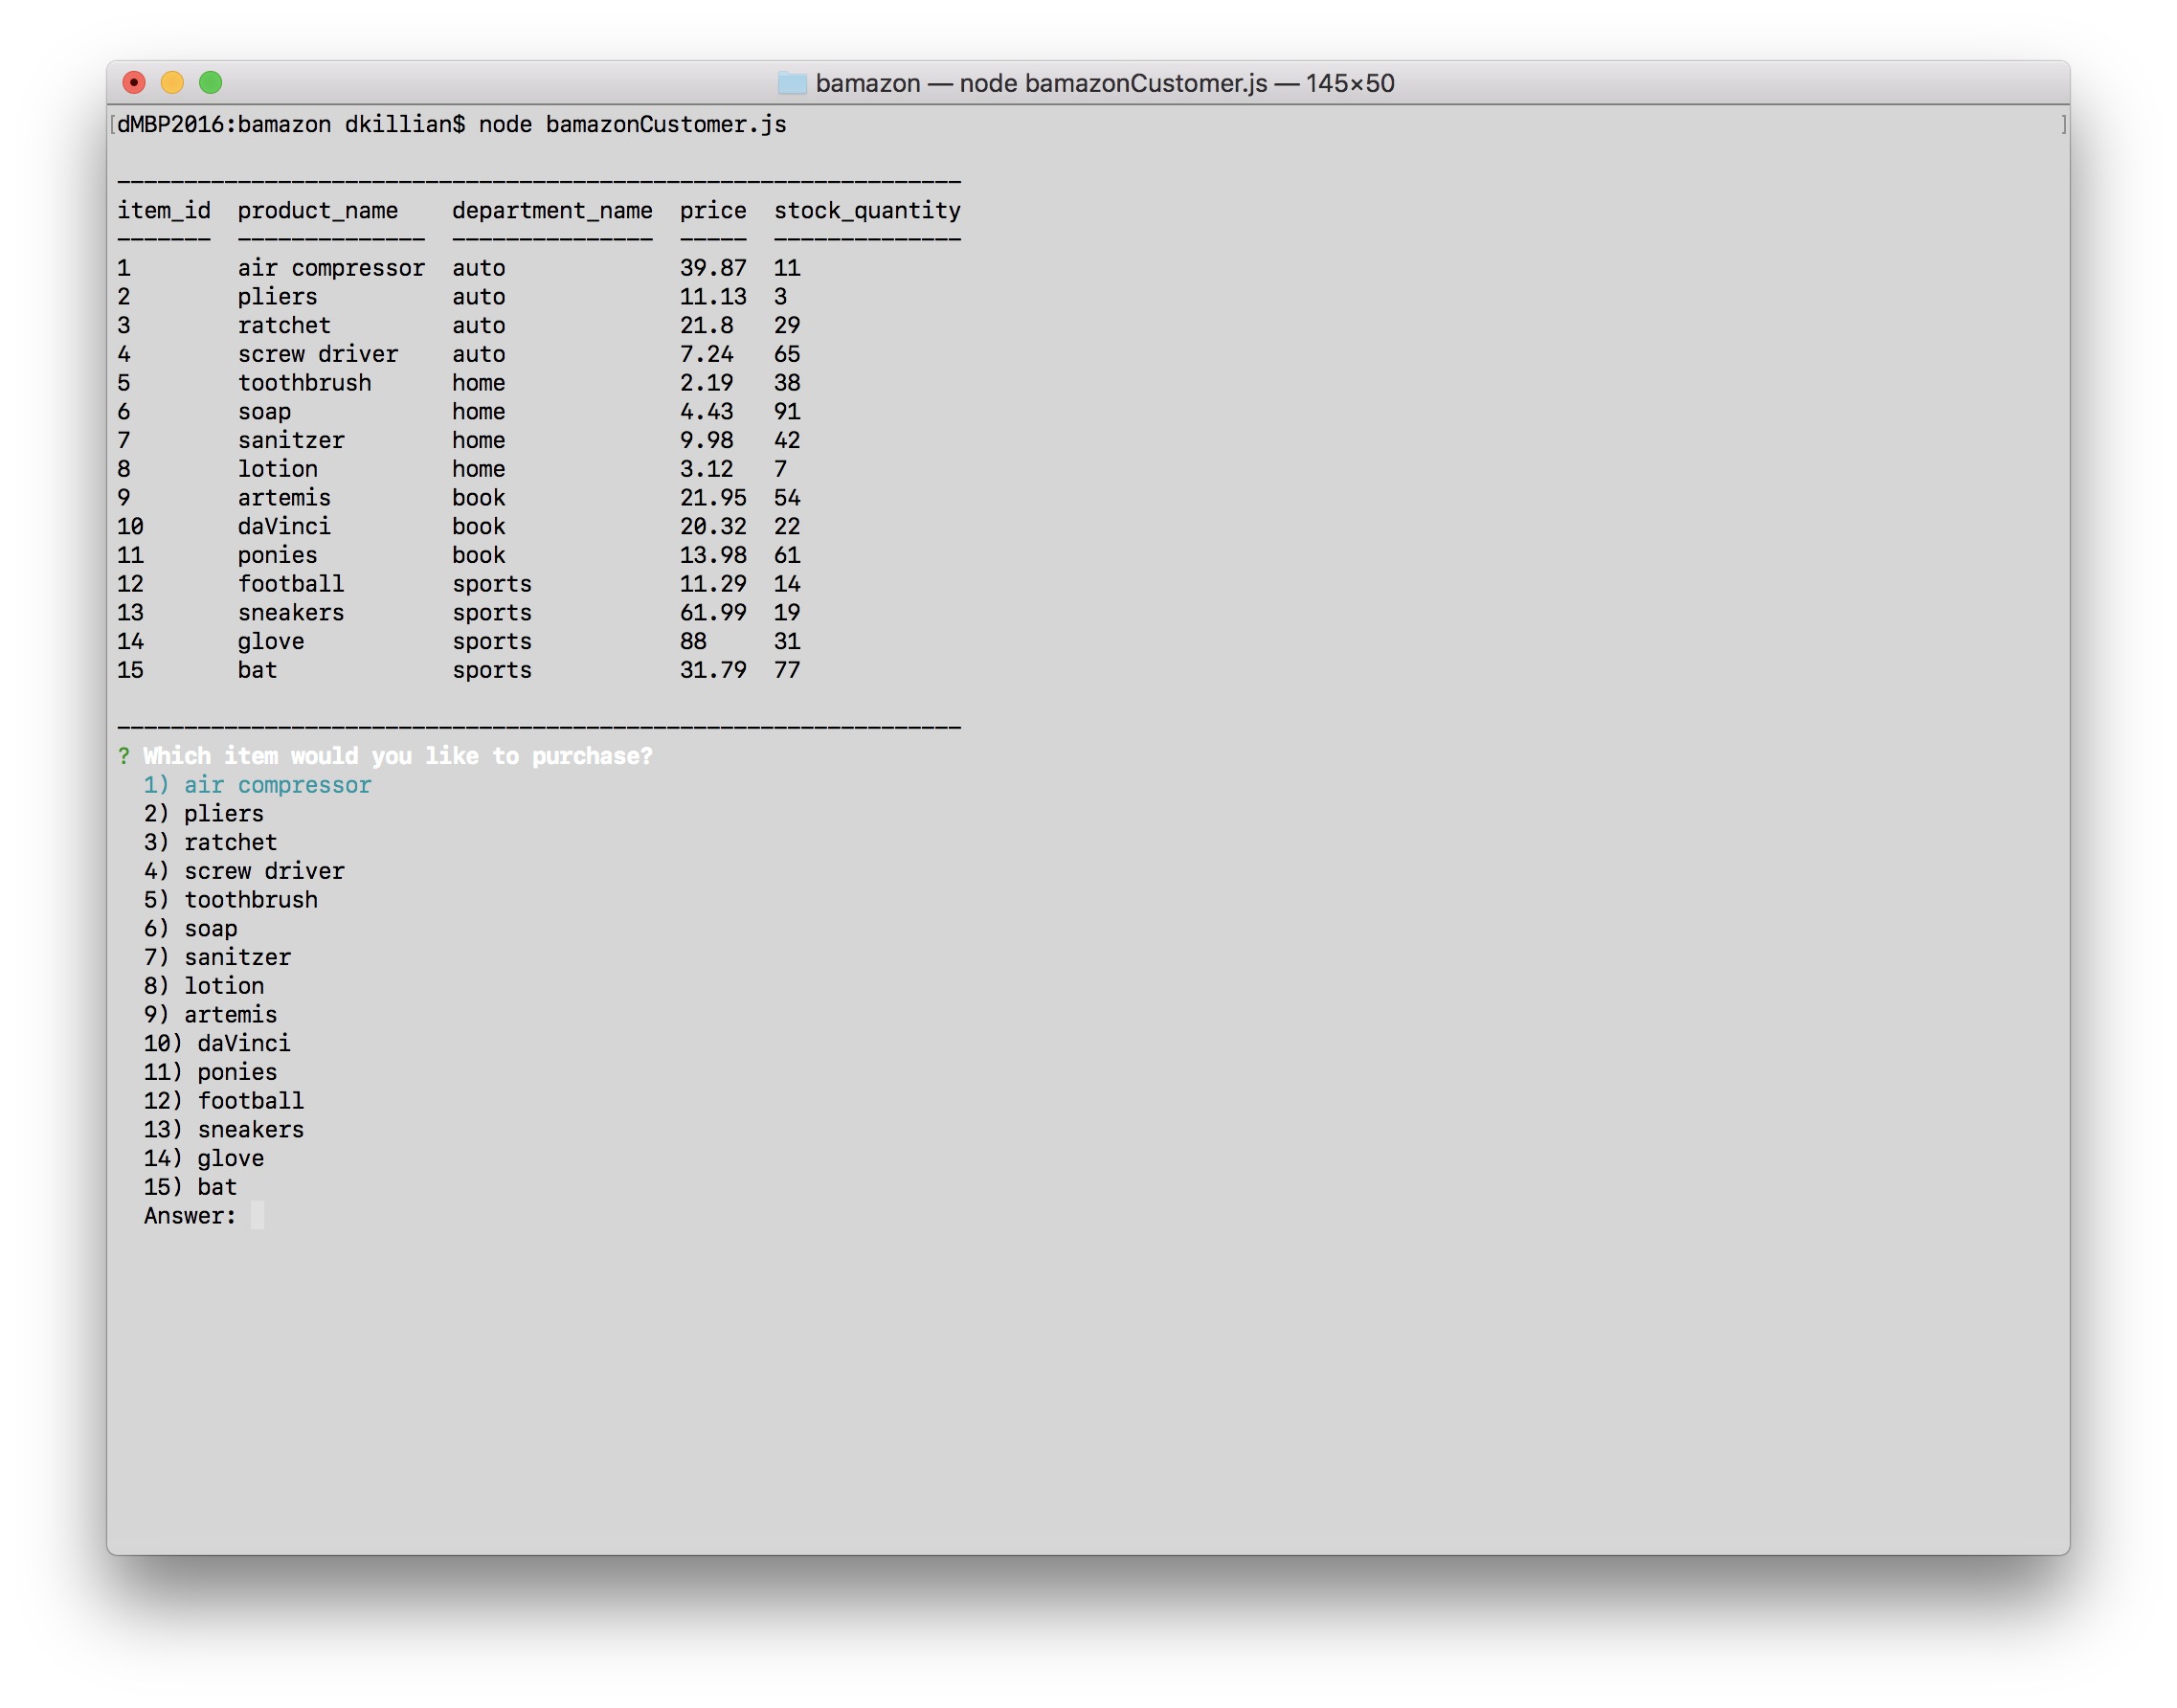 bamazon — node bamazonCustomer.js — 145×50
[dMBP2016:bamazon dkillian$ node bamazonCustomer.js ]
---------------------------------------------------------------
item_id  product_name    department_name  price  stock_quantity
-------  --------------  ---------------  -----  --------------
1        air compressor  auto             39.87  11
2        pliers          auto             11.13  3
3        ratchet         auto             21.8   29
4        screw driver    auto             7.24   65
5        toothbrush      home             2.19   38
6        soap            home             4.43   91
7        sanitzer        home             9.98   42
8        lotion          home             3.12   7
9        artemis         book             21.95  54
10       daVinci         book             20.32  22
11       ponies          book             13.98  61
12       football        sports           11.29  14
13       sneakers        sports           61.99  19
14       glove           sports           88     31
15       bat             sports           31.79  77
---------------------------------------------------------------
? Which item would you like to purchase?
  1) air compressor
  2) pliers
  3) ratchet
  4) screw driver
  5) toothbrush
  6) soap
  7) sanitzer
  8) lotion
  9) artemis
  10) daVinci
  11) ponies
  12) football
  13) sneakers
  14) glove
  15) bat
  Answer: